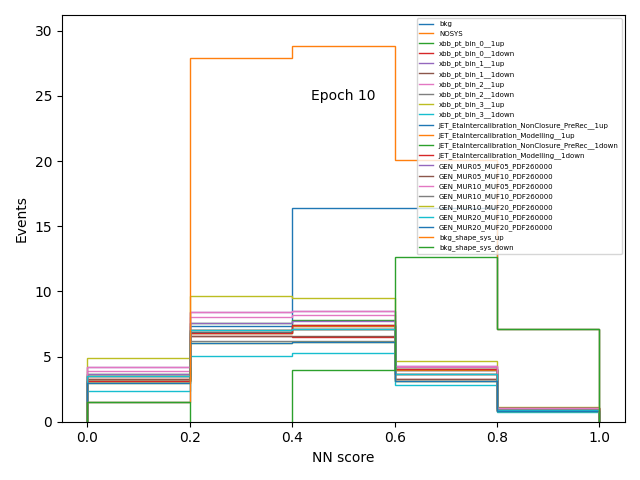 30
25
20
15
10
5
0
Events
0.0
0.2
0.4
0.6
0.8
1.0
NN score
Epoch 10
bkg
NOSYS
xbb_pt_bin_0__1up
xbb_pt_bin_0__1down
xbb_pt_bin_1__1up
xbb_pt_bin_1__1down
xbb_pt_bin_2__1up
xbb_pt_bin_2__1down
xbb_pt_bin_3__1up
xbb_pt_bin_3__1down
JET_EtaIntercalibration_NonClosure_PreRec__1up
JET_EtaIntercalibration_Modelling__1up
JET_EtaIntercalibration_NonClosure_PreRec__1down
JET_EtaIntercalibration_Modelling__1down
GEN_MUR05_MUF05_PDF260000
GEN_MUR05_MUF10_PDF260000
GEN_MUR10_MUF05_PDF260000
GEN_MUR10_MUF10_PDF260000
GEN_MUR10_MUF20_PDF260000
GEN_MUR20_MUF10_PDF260000
GEN_MUR20_MUF20_PDF260000
bkg_shape_sys_up
bkg_shape_sys_down